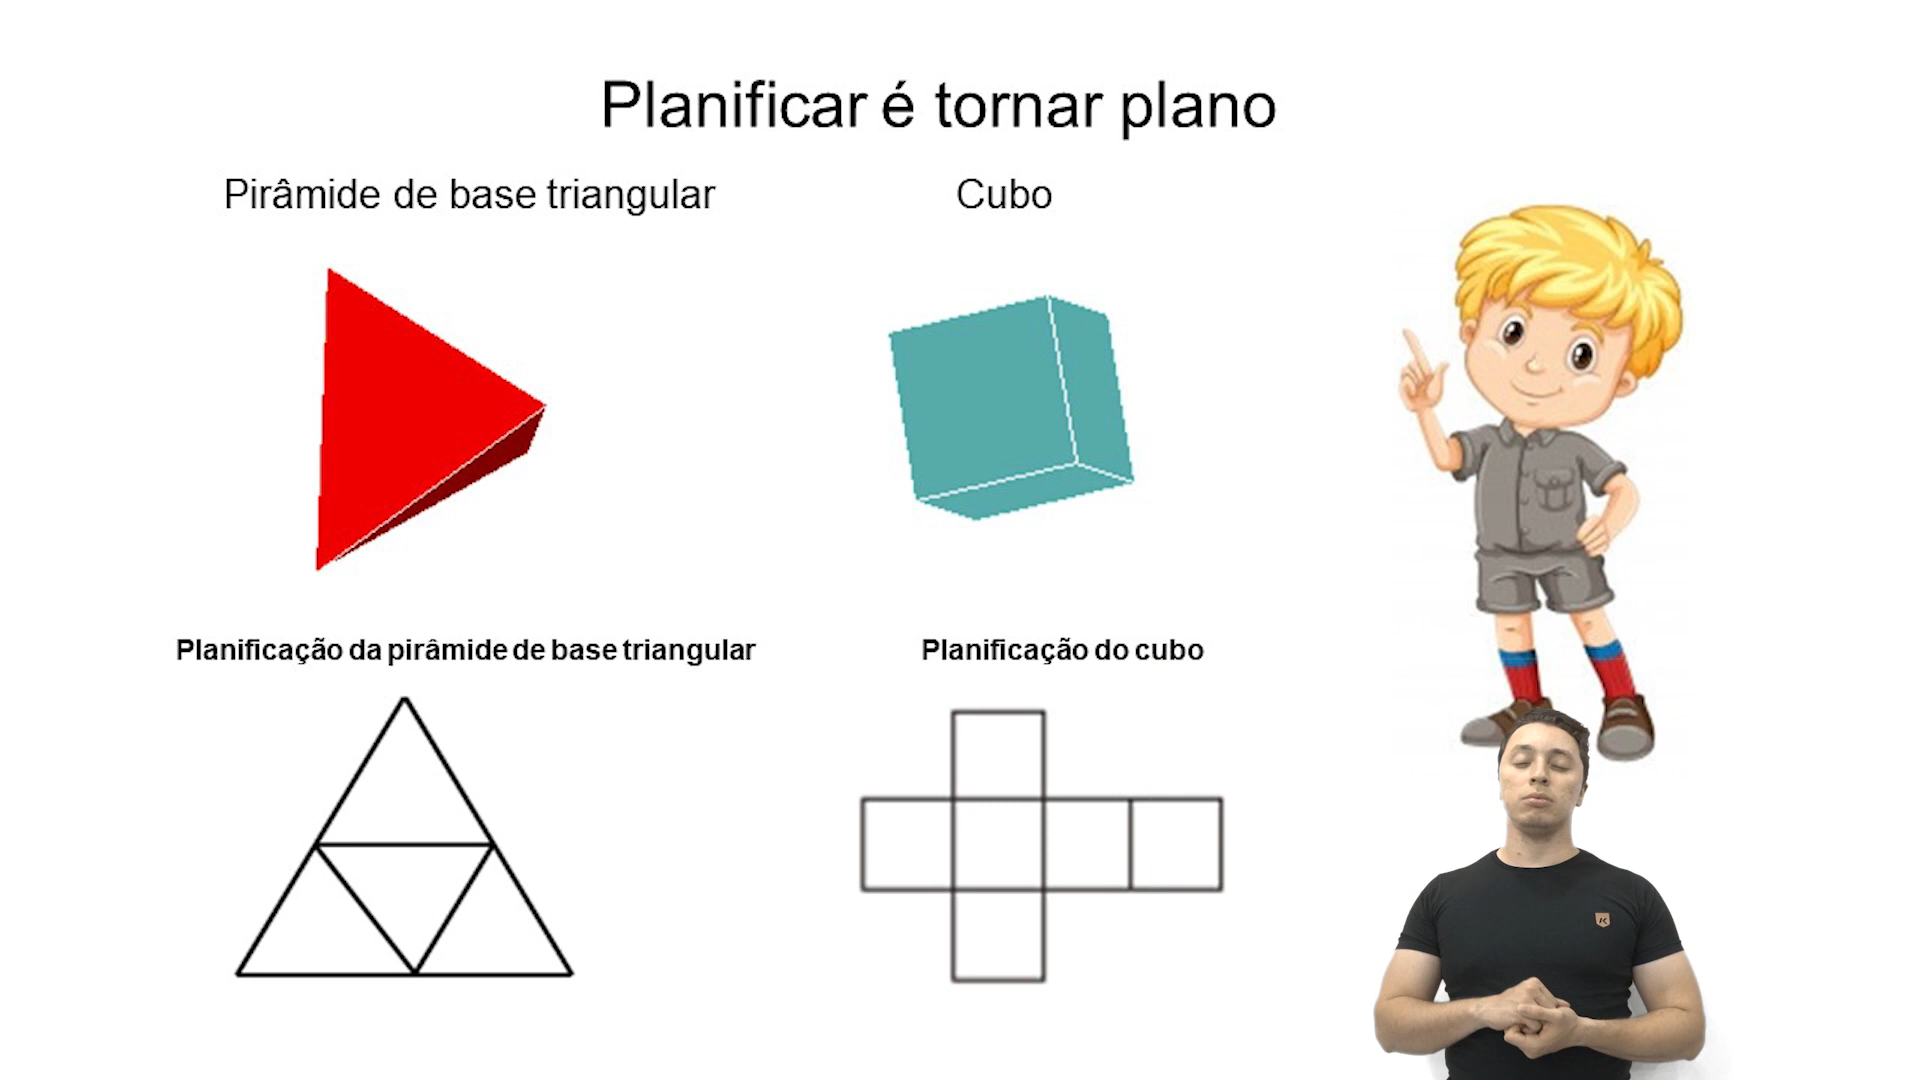 Planificar é tornar plano
Pirâmide de base triangular
Cubo
Planificação da pirâmide de base triangular
Planificação do cubo